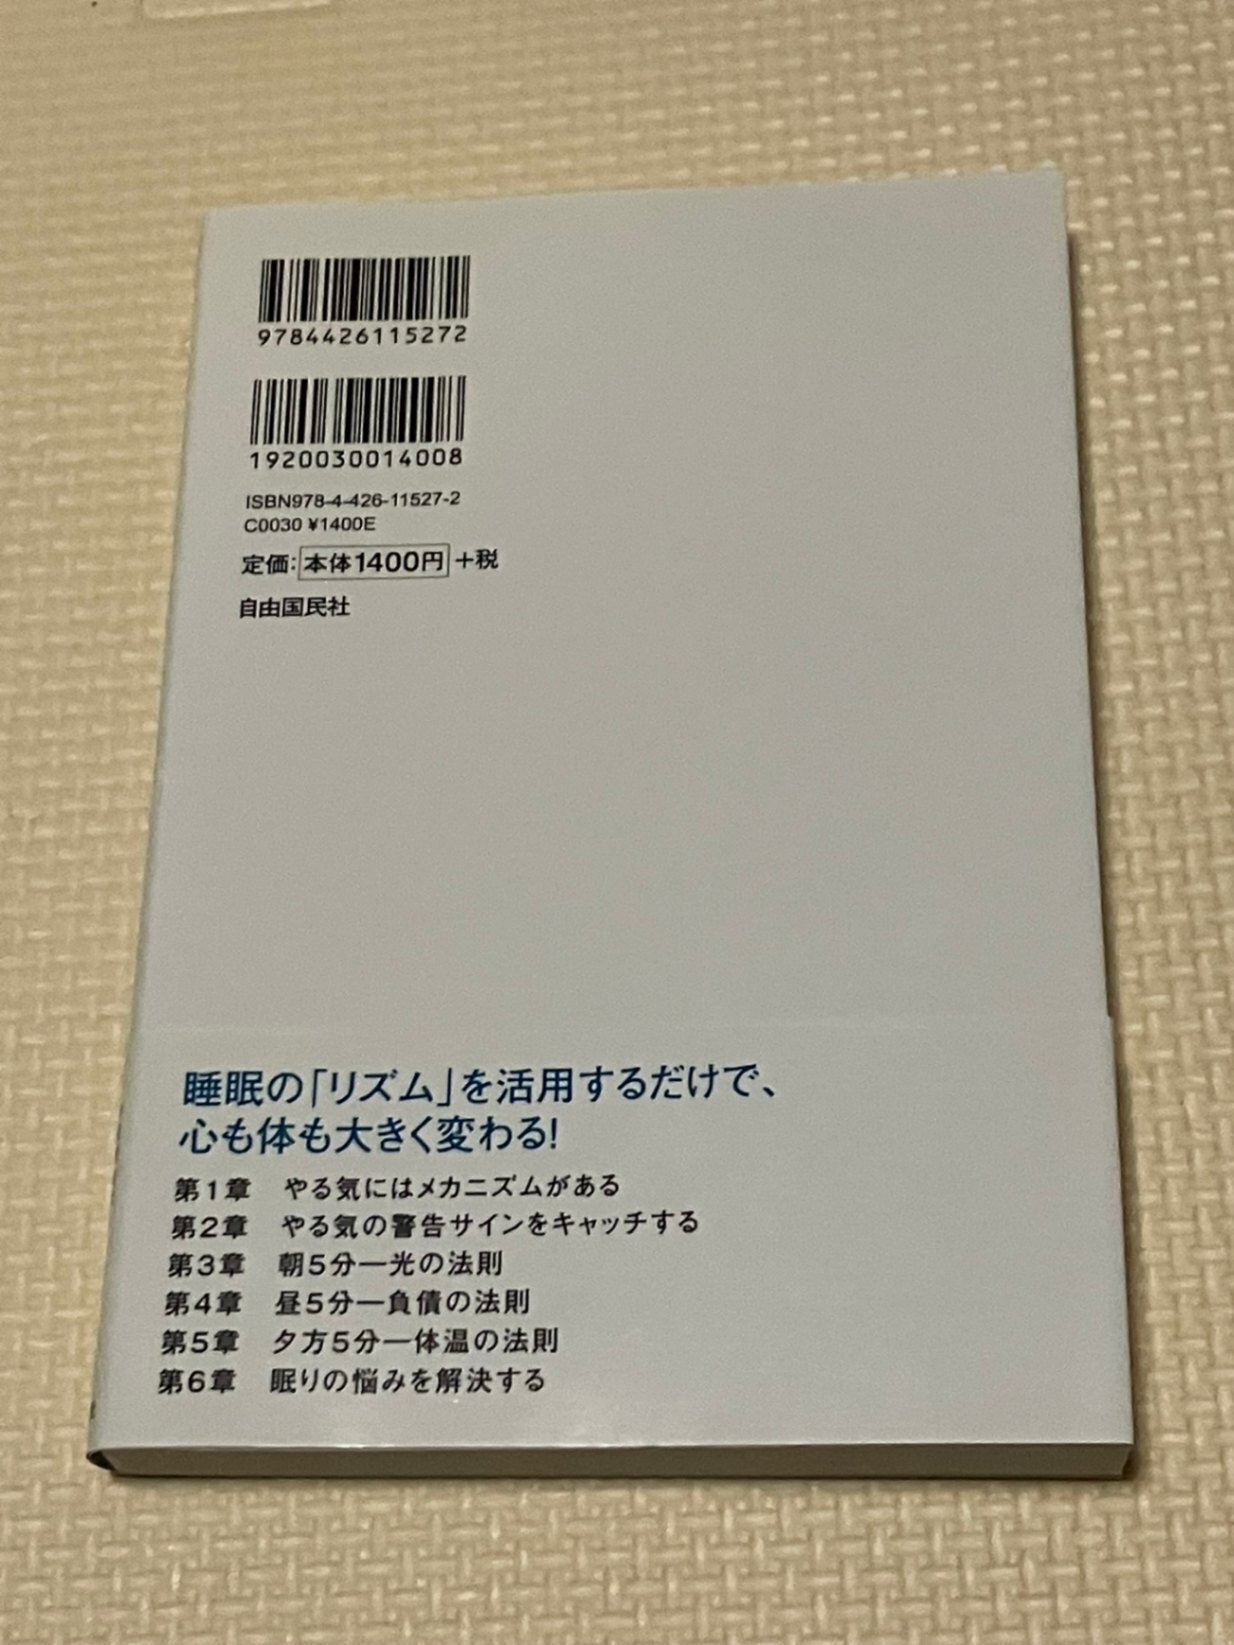 9784426115272
1920030014008
ISBN978-4-426-11527-2
C0030 ¥1400E
定価：本体1400円＋税
自由国民社
睡眠の「リズム」を活用するだけで、
心も体も大きく変わる！
第1章　やる気にはメカニズムがある
第2章　やる気の警告サインをキャッチする
第3章　朝5分―光の法則
第4章　昼5分―負債の法則
第5章　夕方5分―体温の法則
第6章　眠りの悩みを解決する